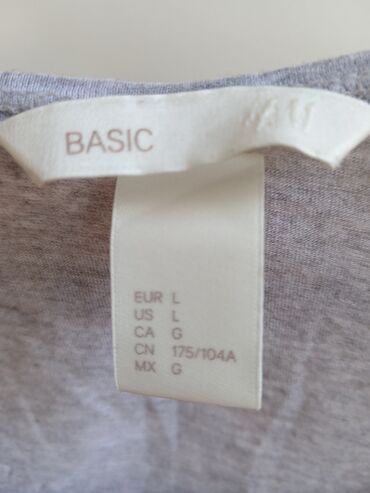 BASIC
EUR L
US L
CA G
CN 175/104A
MX G